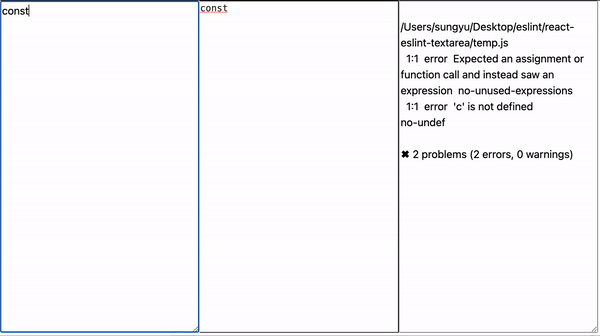 const
const
/Users/sungyu/Desktop/eslint/react-
eslint-textarea/temp.js
1:1 error Expected an assignment or
function call and instead saw an
expression no-unused-expressions
1:1 error 'c' is not defined
no-undef
✖ 2 problems (2 errors, 0 warnings)